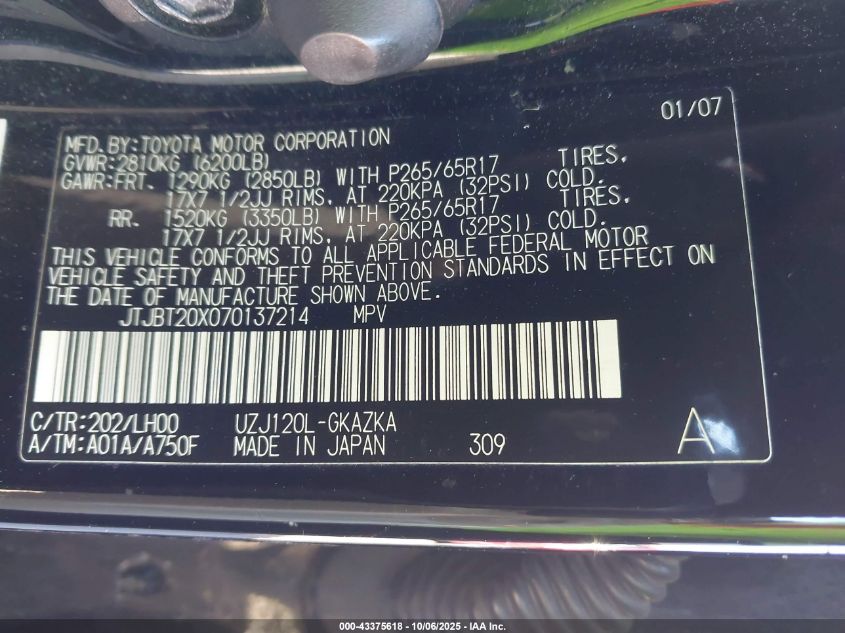 01/07
MFD. BY:TOYOTA MOTOR CORPORATION
GVWR:2810KG (6200LB)
GAWR:FRT. 1290KG (2850LB) WITH P265/65R17 TIRES,
17X7 1/2JJ RIMS, AT 220KPA (32PSI) COLD.
RR. 1520KG (3350LB) WITH P265/65R17 TIRES,
17X7 1/2JJ RIMS, AT 220KPA (32PSI) COLD.
THIS VEHICLE CONFORMS TO ALL APPLICABLE FEDERAL MOTOR
VEHICLE SAFETY AND THEFT PREVENTION STANDARDS IN EFFECT ON
THE DATE OF MANUFACTURE SHOWN ABOVE.
JTJBT20X070137214 MPV
C/TR:202/LH00 UZJ120L-GKAZKA
A/TM:A01A/A750F MADE IN JAPAN 309 A
000-43375618 - 10/06/2025 - IAA Inc.